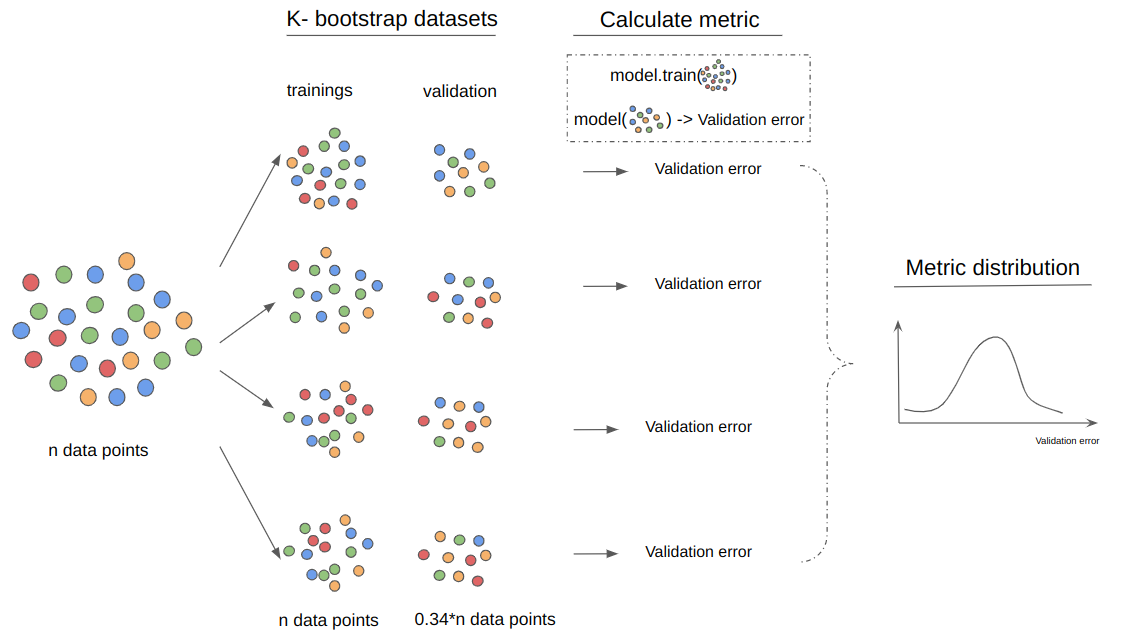 K- bootstrap datasets
Calculate metric
trainings
validation
model.train( )
model( ) -> Validation error
Validation error
Validation error
Metric distribution
Validation error
Validation error
n data points
Validation error
n data points
0.34*n data points